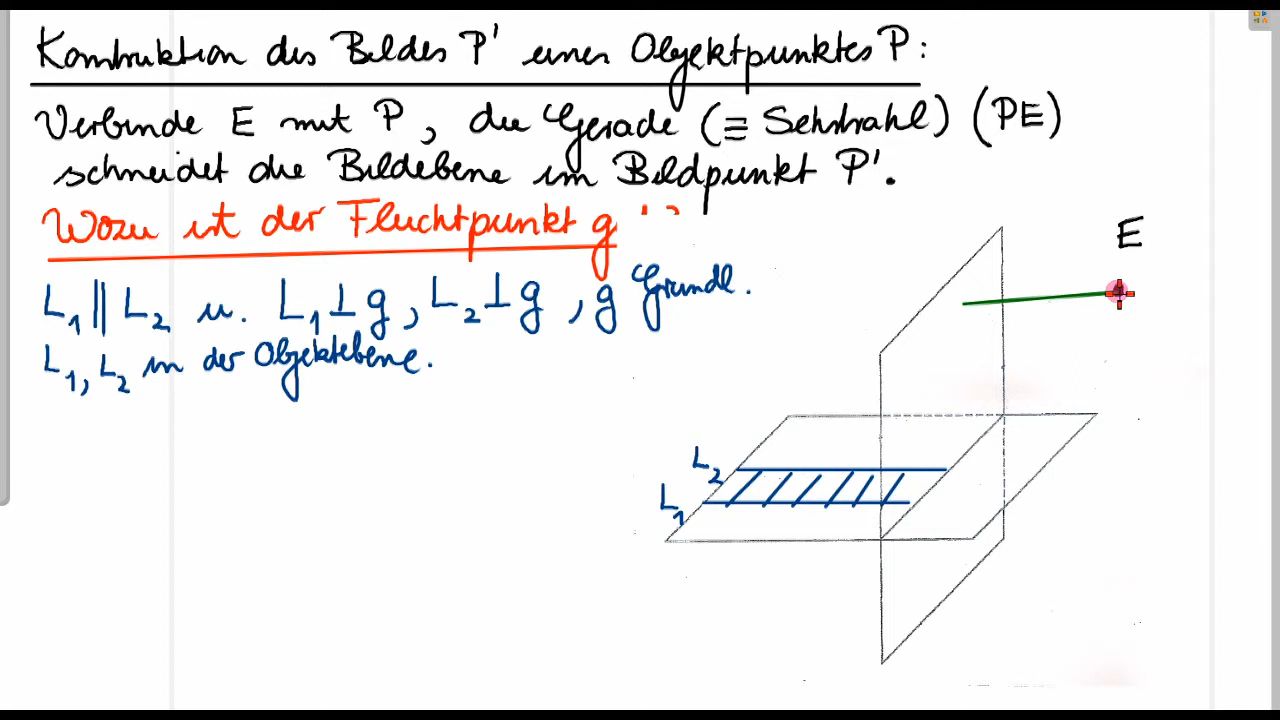 Konstruktion des Bildes P' eines Objektpunktes P:
Verbinde E mit P, die Gerade (≡ Sehstrahl) (PE)
schneidet die Bildebene im Bildpunkt P'.
Wozu ist der Fluchtpunkt g
L₁ ∥ L₂ u. L₁ ⊥ g, L₂ ⊥ g, g Grundl.
L₁, L₂ in der Objektebene.
E
L₂
L₁